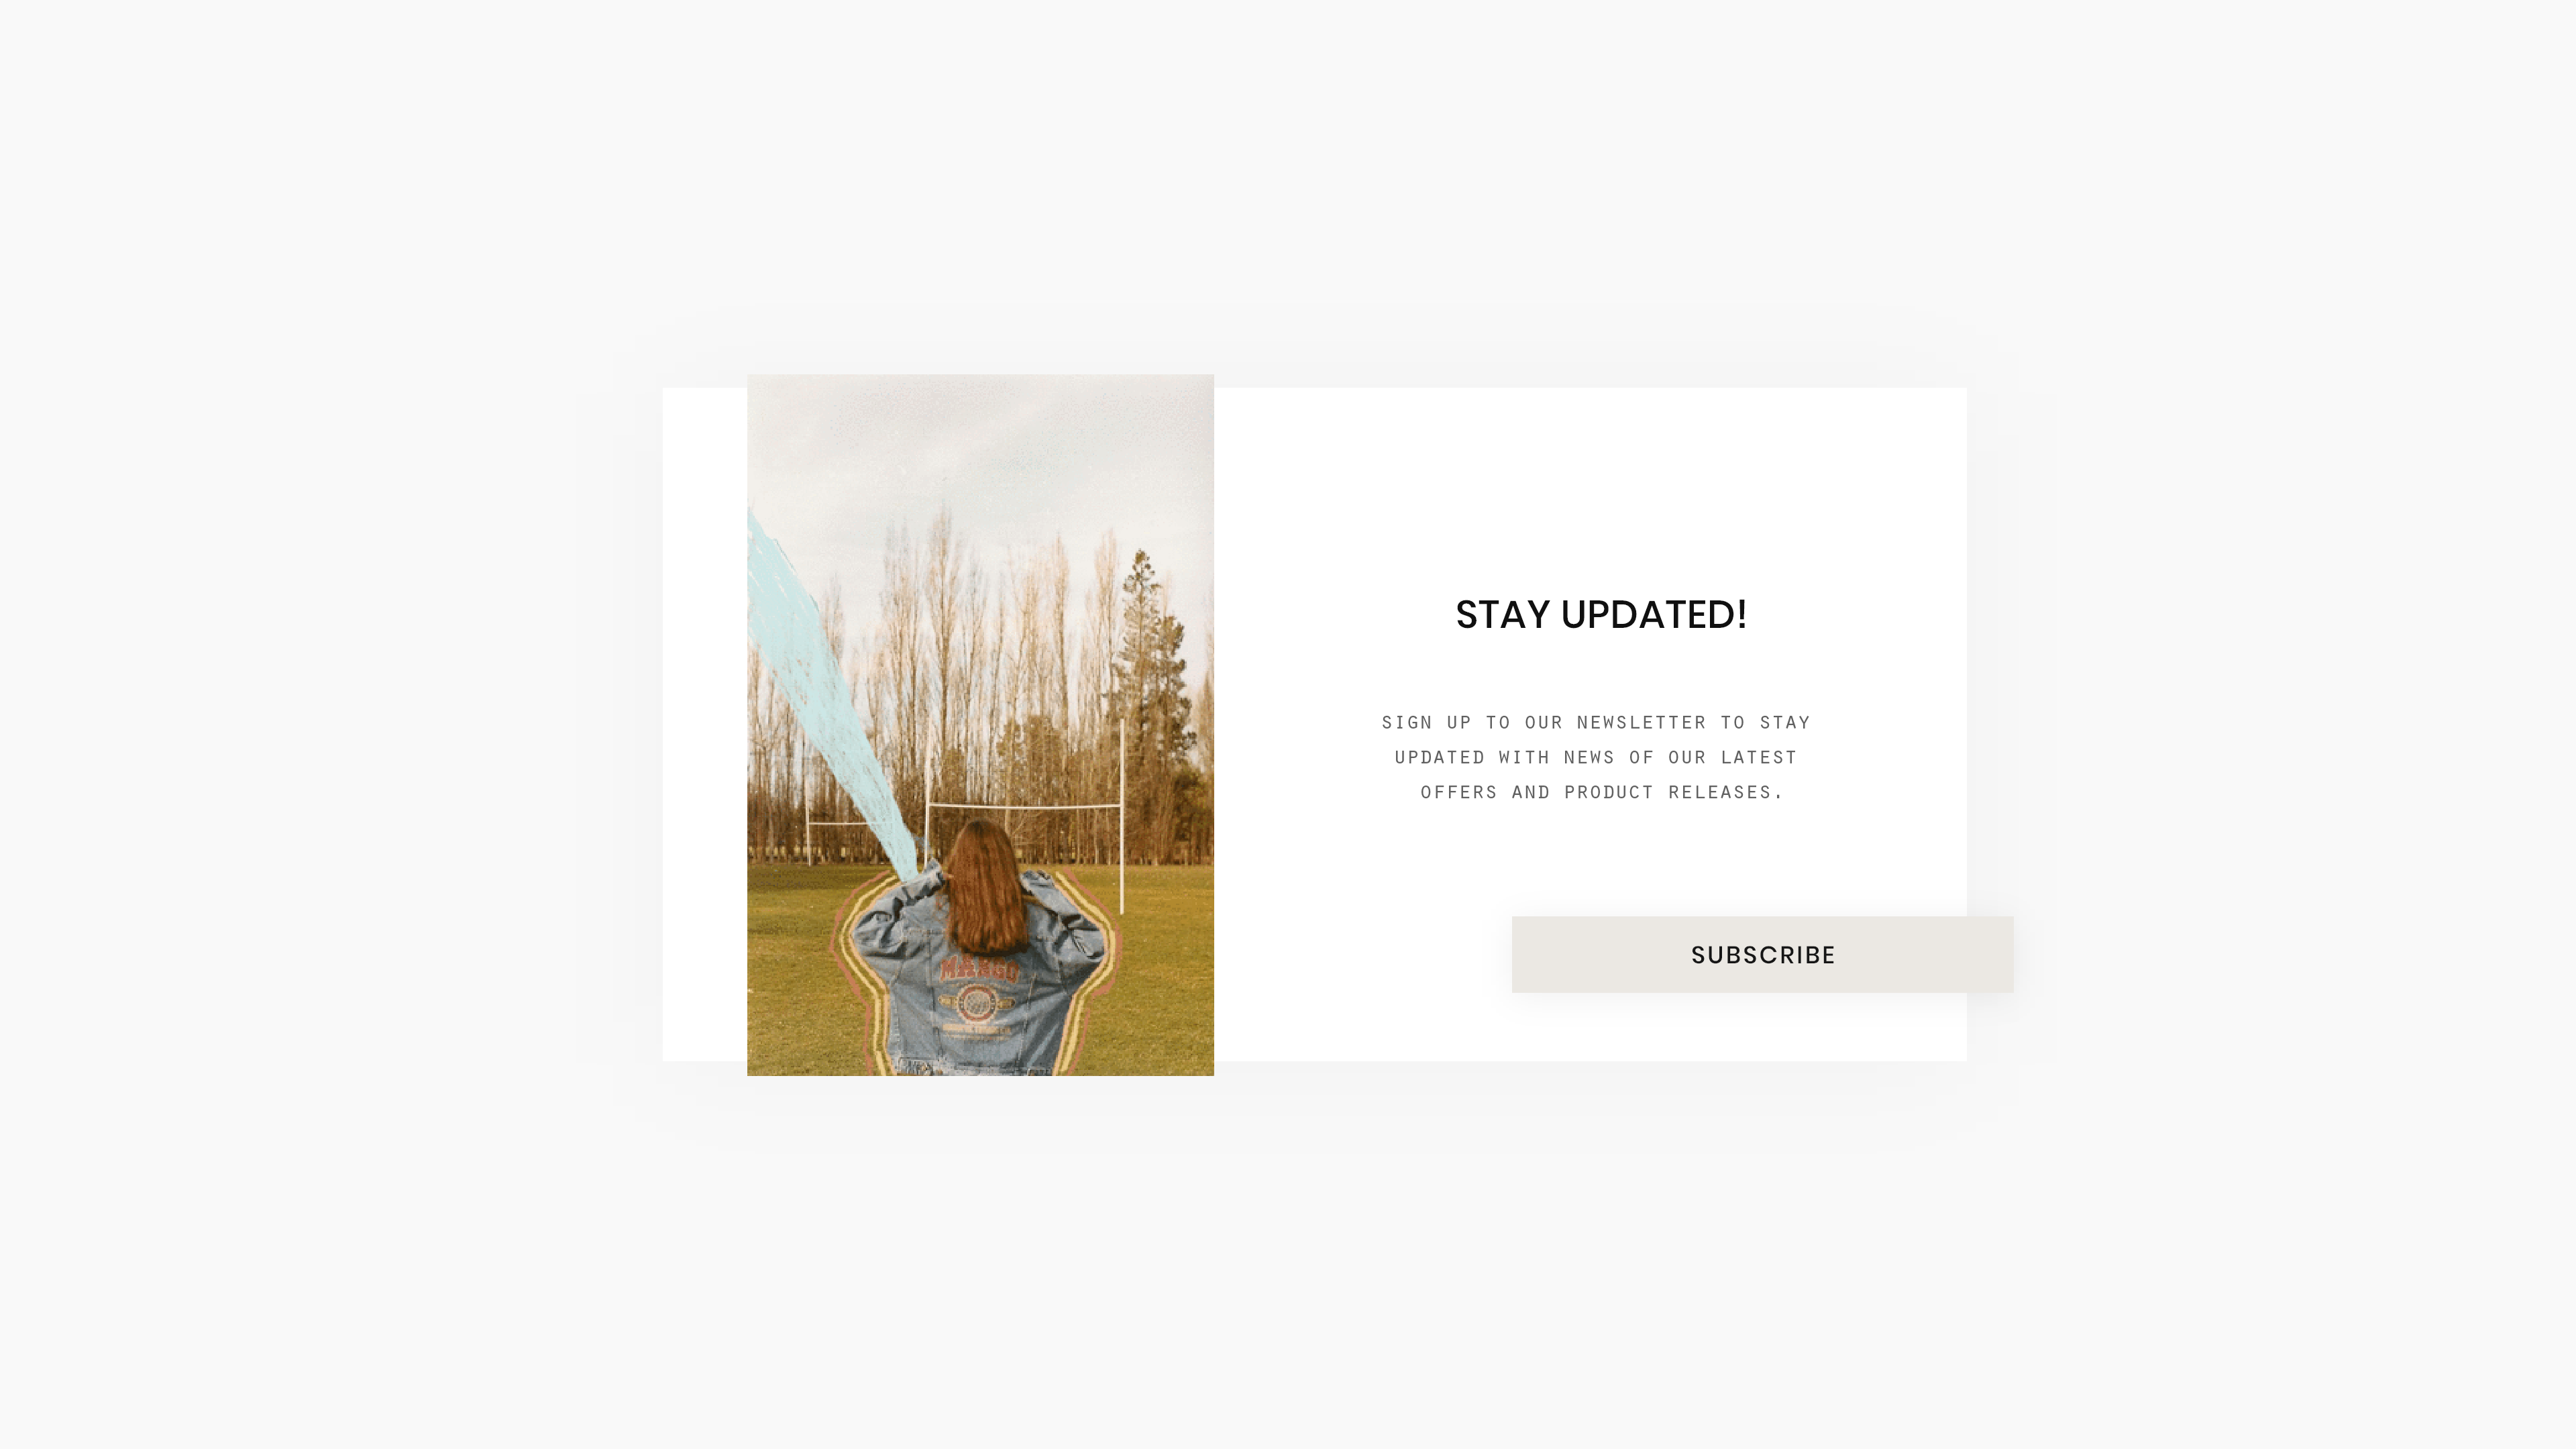 STAY UPDATED!
SIGN UP TO OUR NEWSLETTER TO STAY
UPDATED WITH NEWS OF OUR LATEST
OFFERS AND PRODUCT RELEASES.
SUBSCRIBE